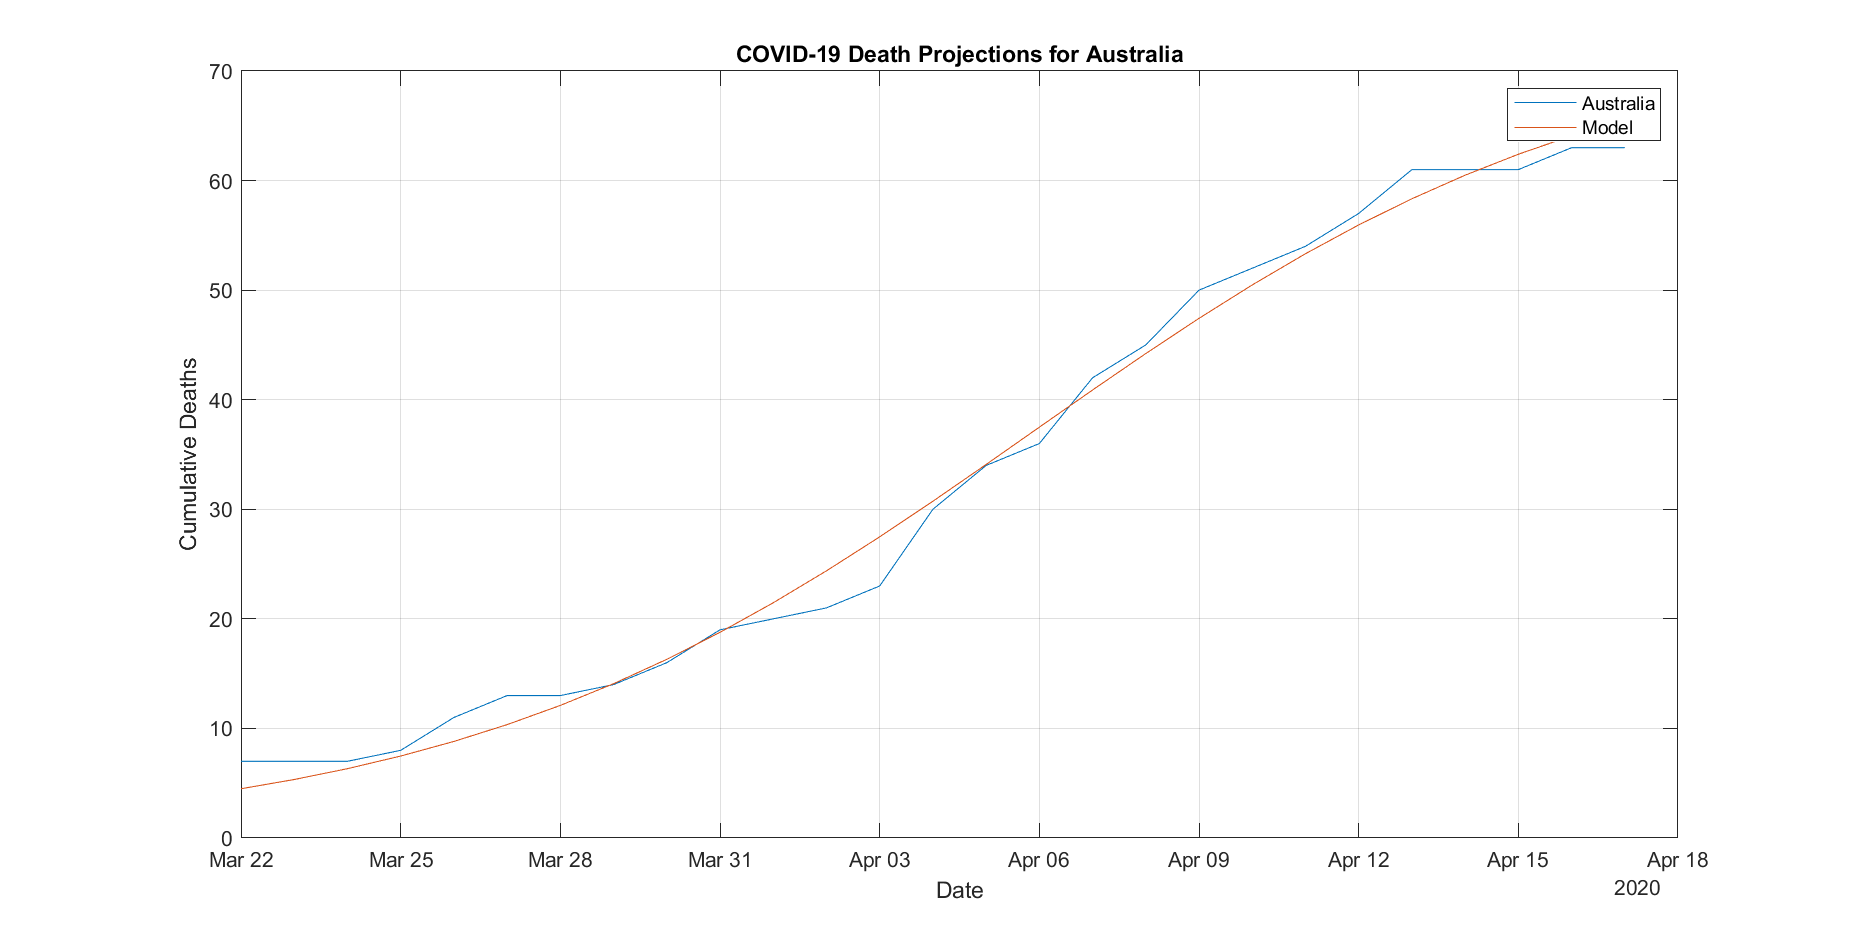 COVID-19 Death Projections for Australia
70
60
50
40
30
20
10
0
Cumulative Deaths
Australia
Model
Mar 22 Mar 25 Mar 28 Mar 31 Apr 03 Apr 06 Apr 09 Apr 12 Apr 15 Apr 18
Date
2020